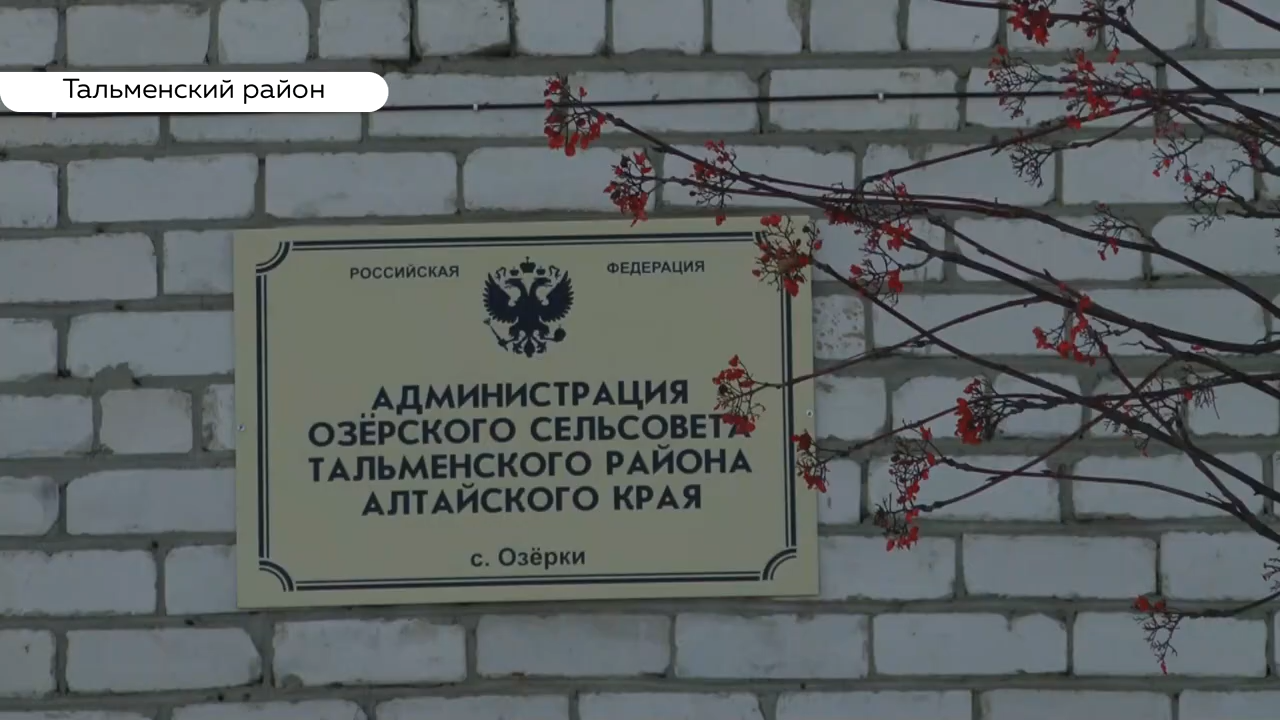 Тальменский район
РОССИЙСКАЯ ФЕДЕРАЦИЯ
АДМИНИСТРАЦИЯ
ОЗЁРСКОГО СЕЛЬСОВЕТА
ТАЛЬМЕНСКОГО РАЙОНА
АЛТАЙСКОГО КРАЯ
с. Озёрки